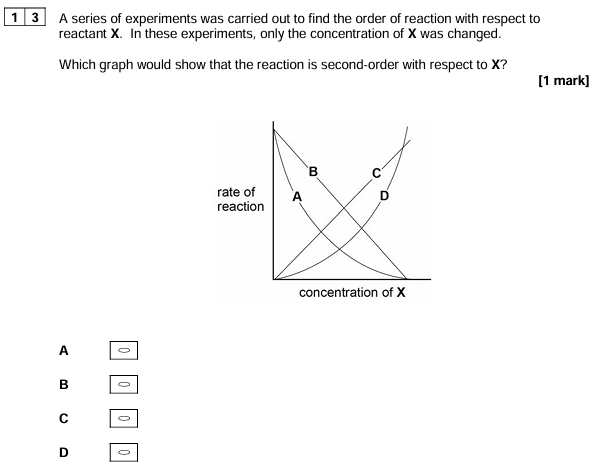 1 3 A series of experiments was carried out to find the order of reaction with respect to
reactant X. In these experiments, only the concentration of X was changed.
Which graph would show that the reaction is second-order with respect to X?
[1 mark]
B
C
rate of
reaction
A
D
concentration of X
A
B
C
D